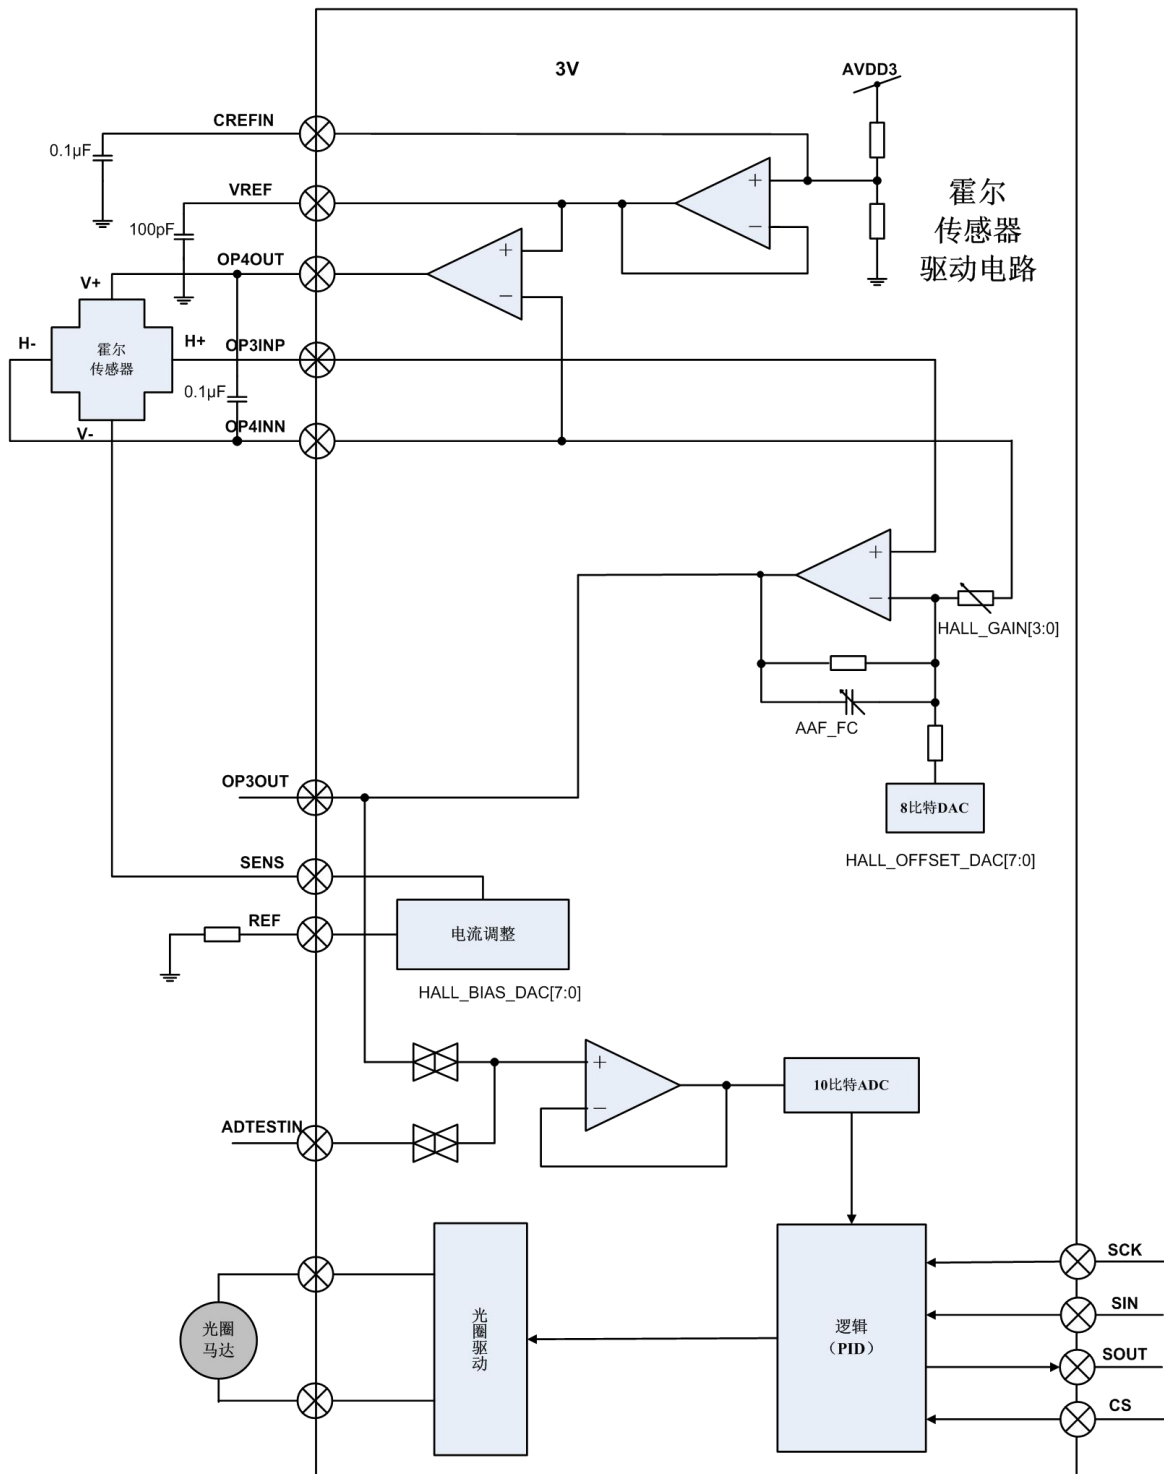 3V
AVDD3
CREFIN
0.1µF
VREF
霍尔
传感器
驱动电路
100pF
OP4OUT
V+
H-
霍尔
传感器
H+
OP3INP
0.1µF
OP4INN
V-
+
−
+
−
+
−
HALL_GAIN[3:0]
AAF_FC
OP3OUT
8比特DAC
HALL_OFFSET_DAC[7:0]
SENS
REF
电流调整
HALL_BIAS_DAC[7:0]
+
−
10比特ADC
ADTESTIN
SCK
SIN
光圈
马达
光圈驱动
逻辑
（PID）
SOUT
CS